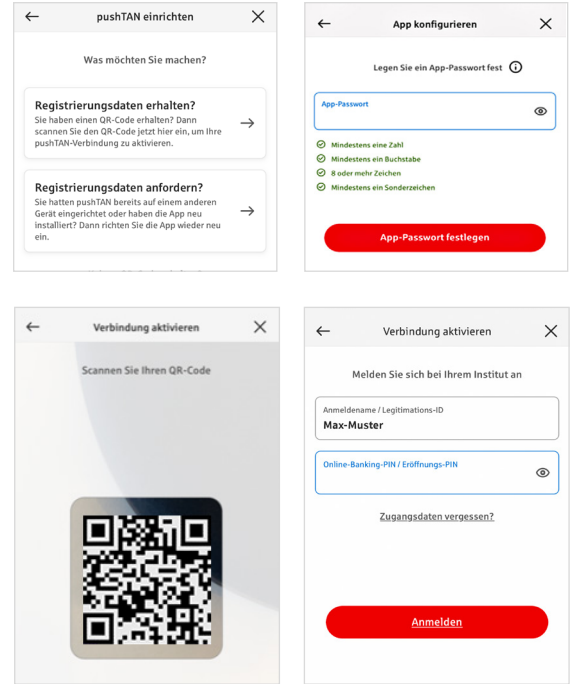 pushTAN einrichten
Was möchten Sie machen?
Registrierungsdaten erhalten?
Sie haben einen QR-Code erhalten? Dann
scannen Sie den QR-Code jetzt hier ein, um Ihre
pushTAN-Verbindung zu aktivieren.
Registrierungsdaten anfordern?
Sie hatten pushTAN bereits auf einem anderen
Gerät eingerichtet oder haben die App neu
installiert? Dann richten Sie die App wieder neu
ein.
App konfigurieren
Legen Sie ein App-Passwort fest
App-Passwort
Mindestens eine Zahl
Mindestens ein Buchstabe
8 oder mehr Zeichen
Mindestens ein Sonderzeichen
App-Passwort festlegen
Verbindung aktivieren
Scannen Sie Ihren QR-Code
Verbindung aktivieren
Melden Sie sich bei Ihrem Institut an
Anmeldename / Legitimations-ID
Max-Muster
Online-Banking-PIN / Eröffnungs-PIN
Zugangsdaten vergessen?
Anmelden